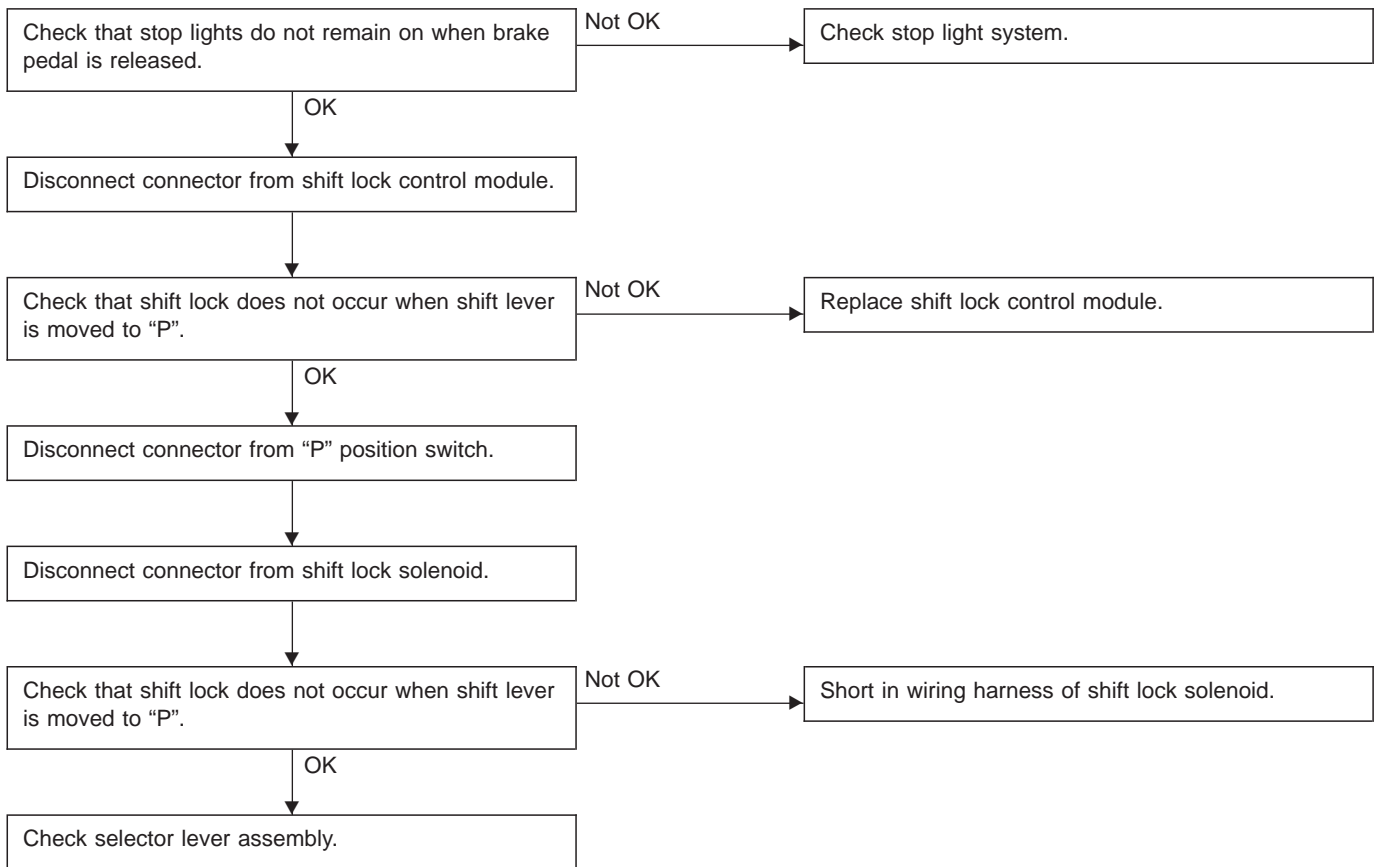 Check that stop lights do not remain on when brake
pedal is released.
Not OK
Check stop light system.
OK
Disconnect connector from shift lock control module.
Check that shift lock does not occur when shift lever
is moved to “P”.
Not OK
Replace shift lock control module.
OK
Disconnect connector from “P” position switch.
Disconnect connector from shift lock solenoid.
Check that shift lock does not occur when shift lever
is moved to “P”.
Not OK
Short in wiring harness of shift lock solenoid.
OK
Check selector lever assembly.